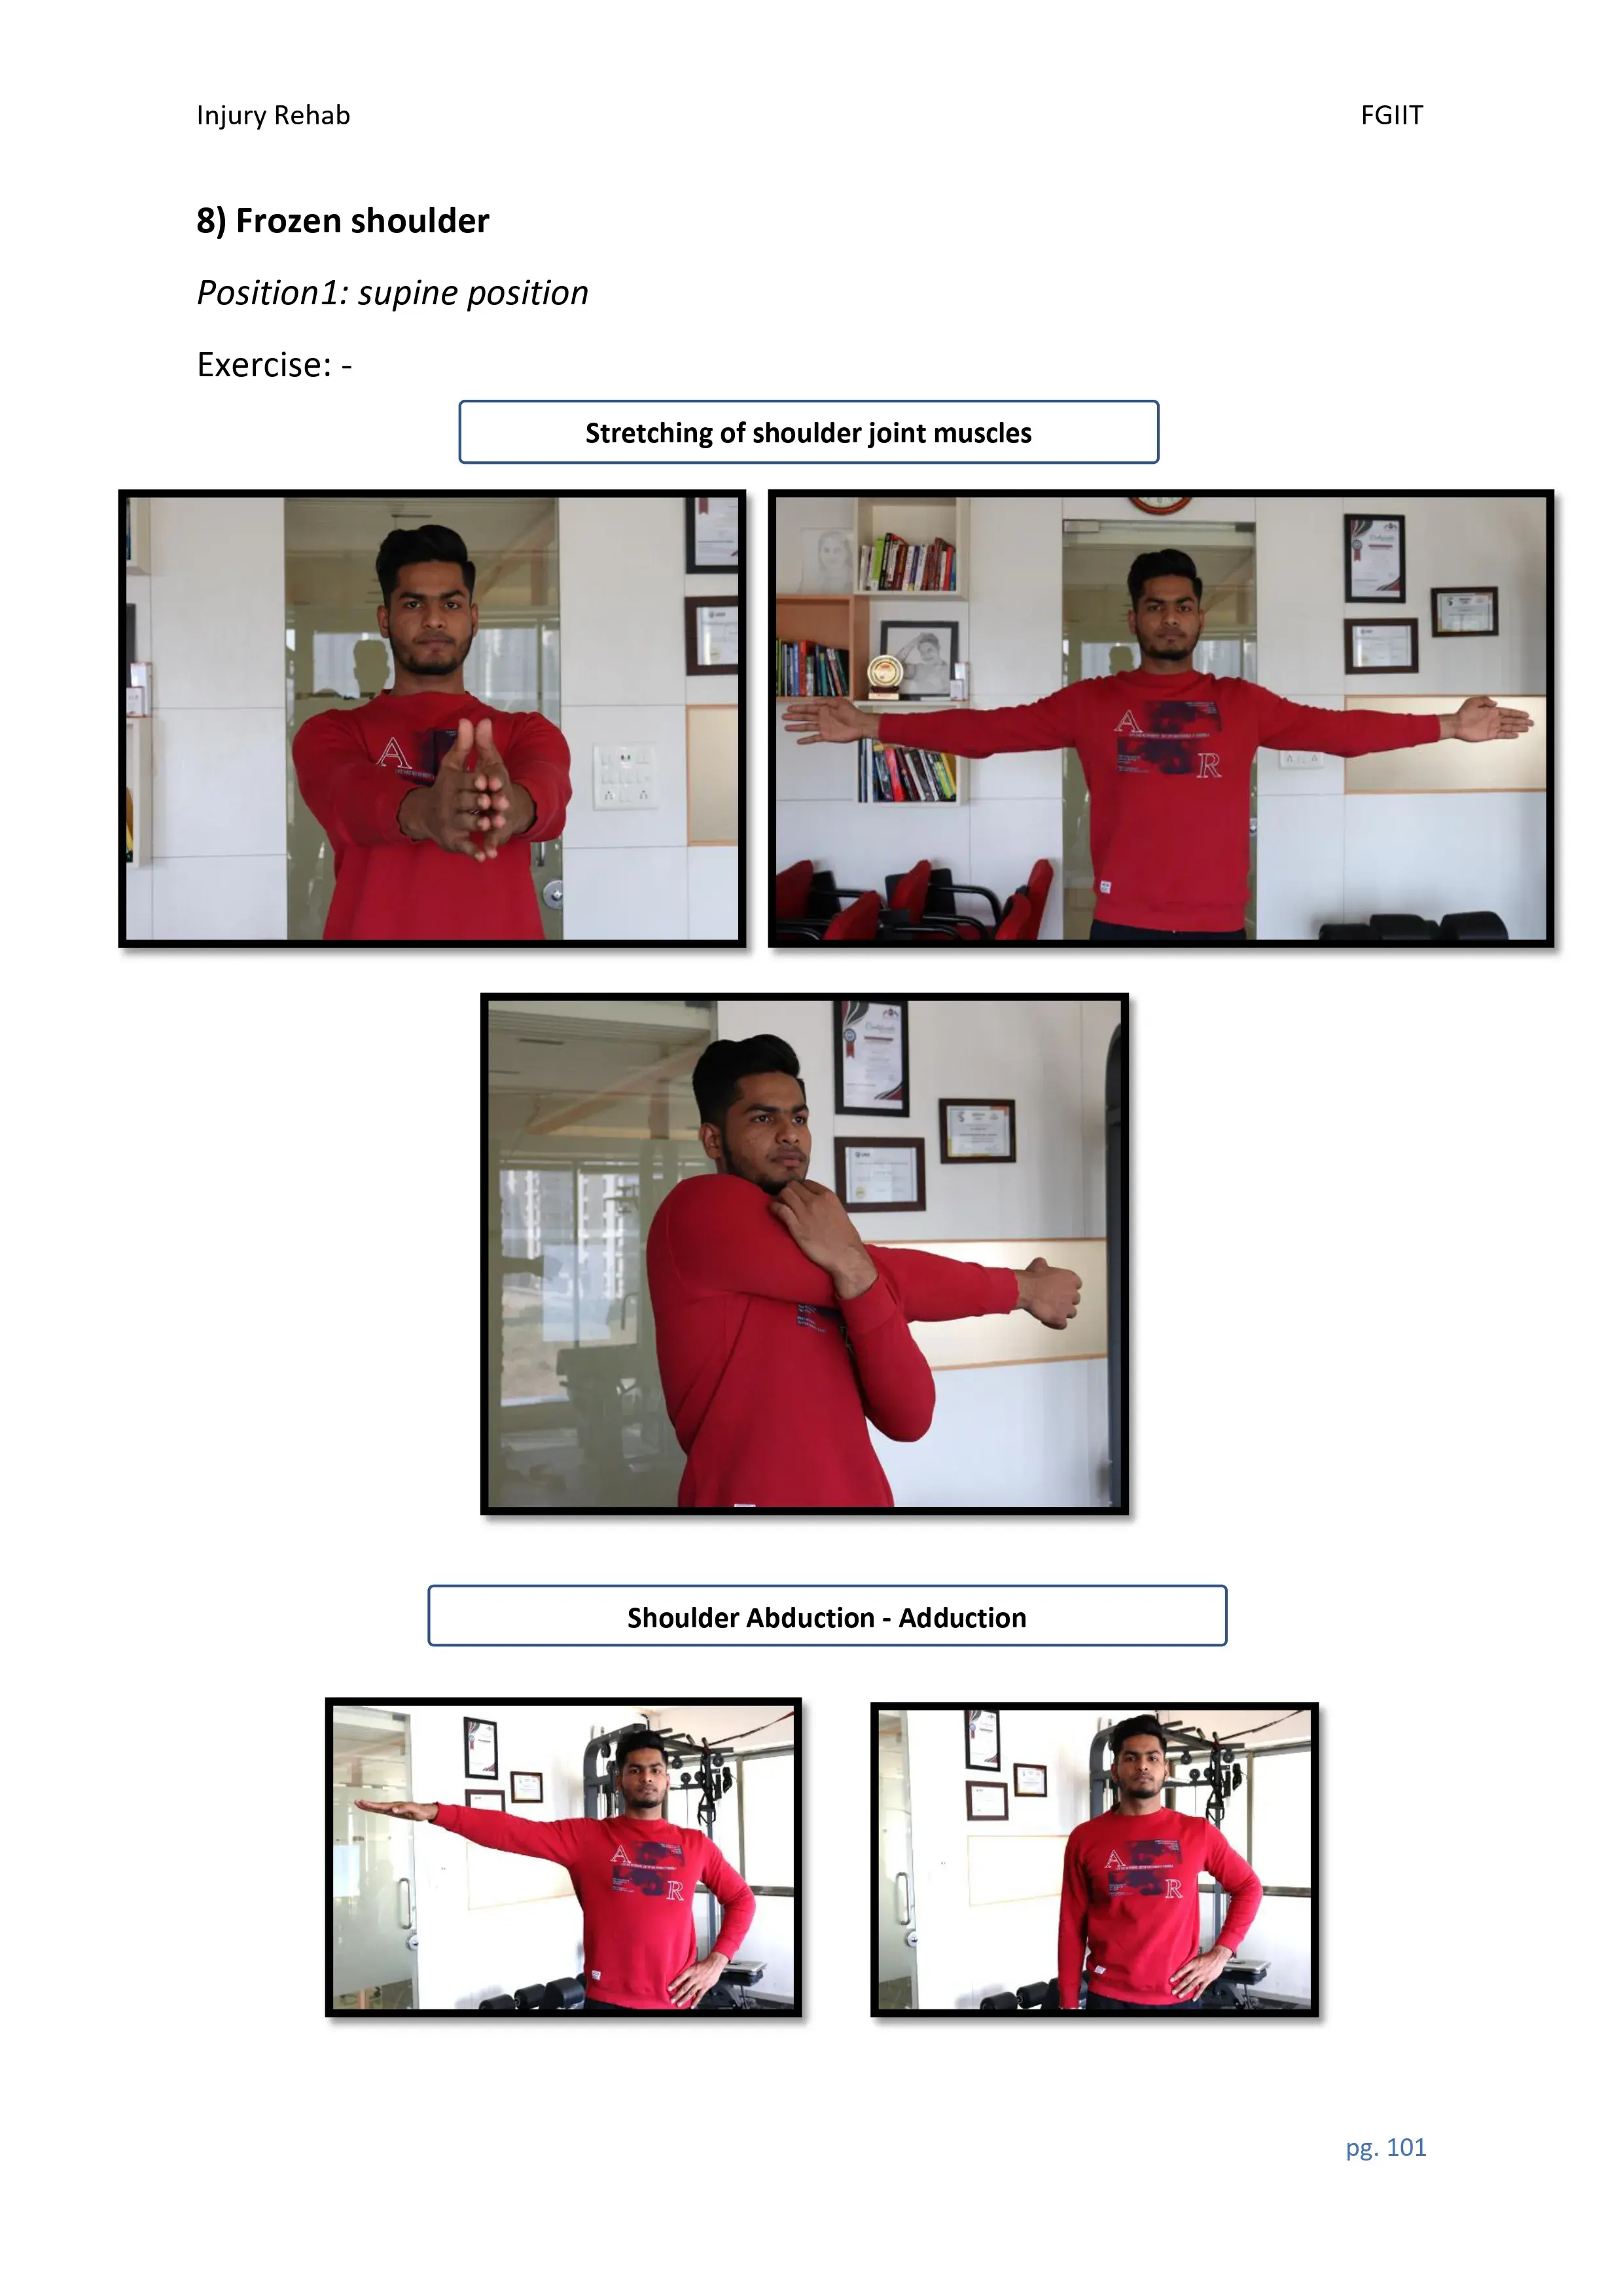 Injury Rehab FGIIT
8) Frozen shoulder
Position1: supine position
Exercise: -
Stretching of shoulder joint muscles
A
A
R
Shoulder Abduction - Adduction
A
R
A
R
pg. 101